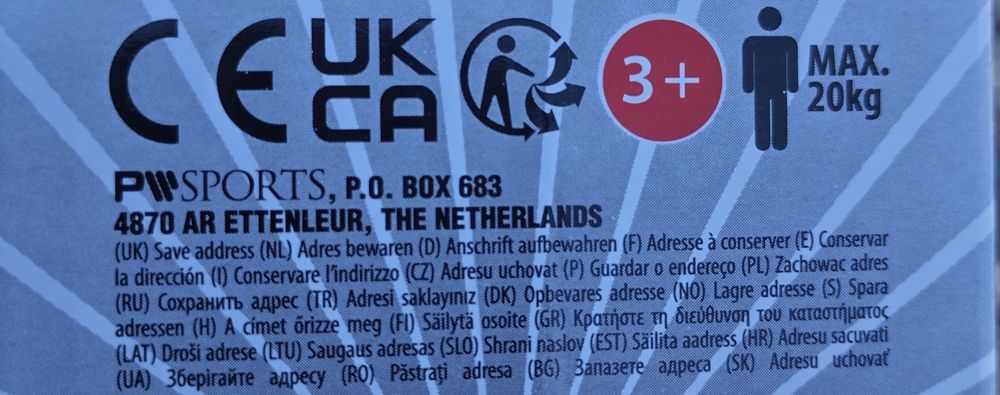 CE UKCA 3+ MAX. 20kg
PW SPORTS, P.O. BOX 683
4870 AR ETTENLEUR, THE NETHERLANDS
(UK) Save address (NL) Adres bewaren (D) Anschrift aufbewahren (F) Adresse à conserver (E) Conservar
la dirección (I) Conservare l'indirizzo (CZ) Adresu uchovat (P) Guardar o endereço (PL) Zachowac adres
(RU) Сохранить адрес (TR) Adresi saklayınız (DK) Opbevares adresse (NO) Lagre adresse (S) Spara
adressen (H) A címet őrizze meg (FI) Säilytä osoite (GR) Κρατήστε τη διεύθυνση του καταστήματος
(LAT) Droši adrese (LTU) Saugaus adresas (SLO) Shrani naslov (EST) Säilita aadress (HR) Adresu sacuvati
(UA) Зберігайте адресу (RO) Păstrați adresa (BG) Запазете адреса (SK) Adresu uchovať